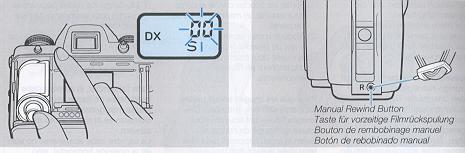 DX 00
S
R
Manual Rewind Button
Taste für vorzeitige Filmrückspulung
Bouton de rembobinage manuel
Botón de rebobinado manual